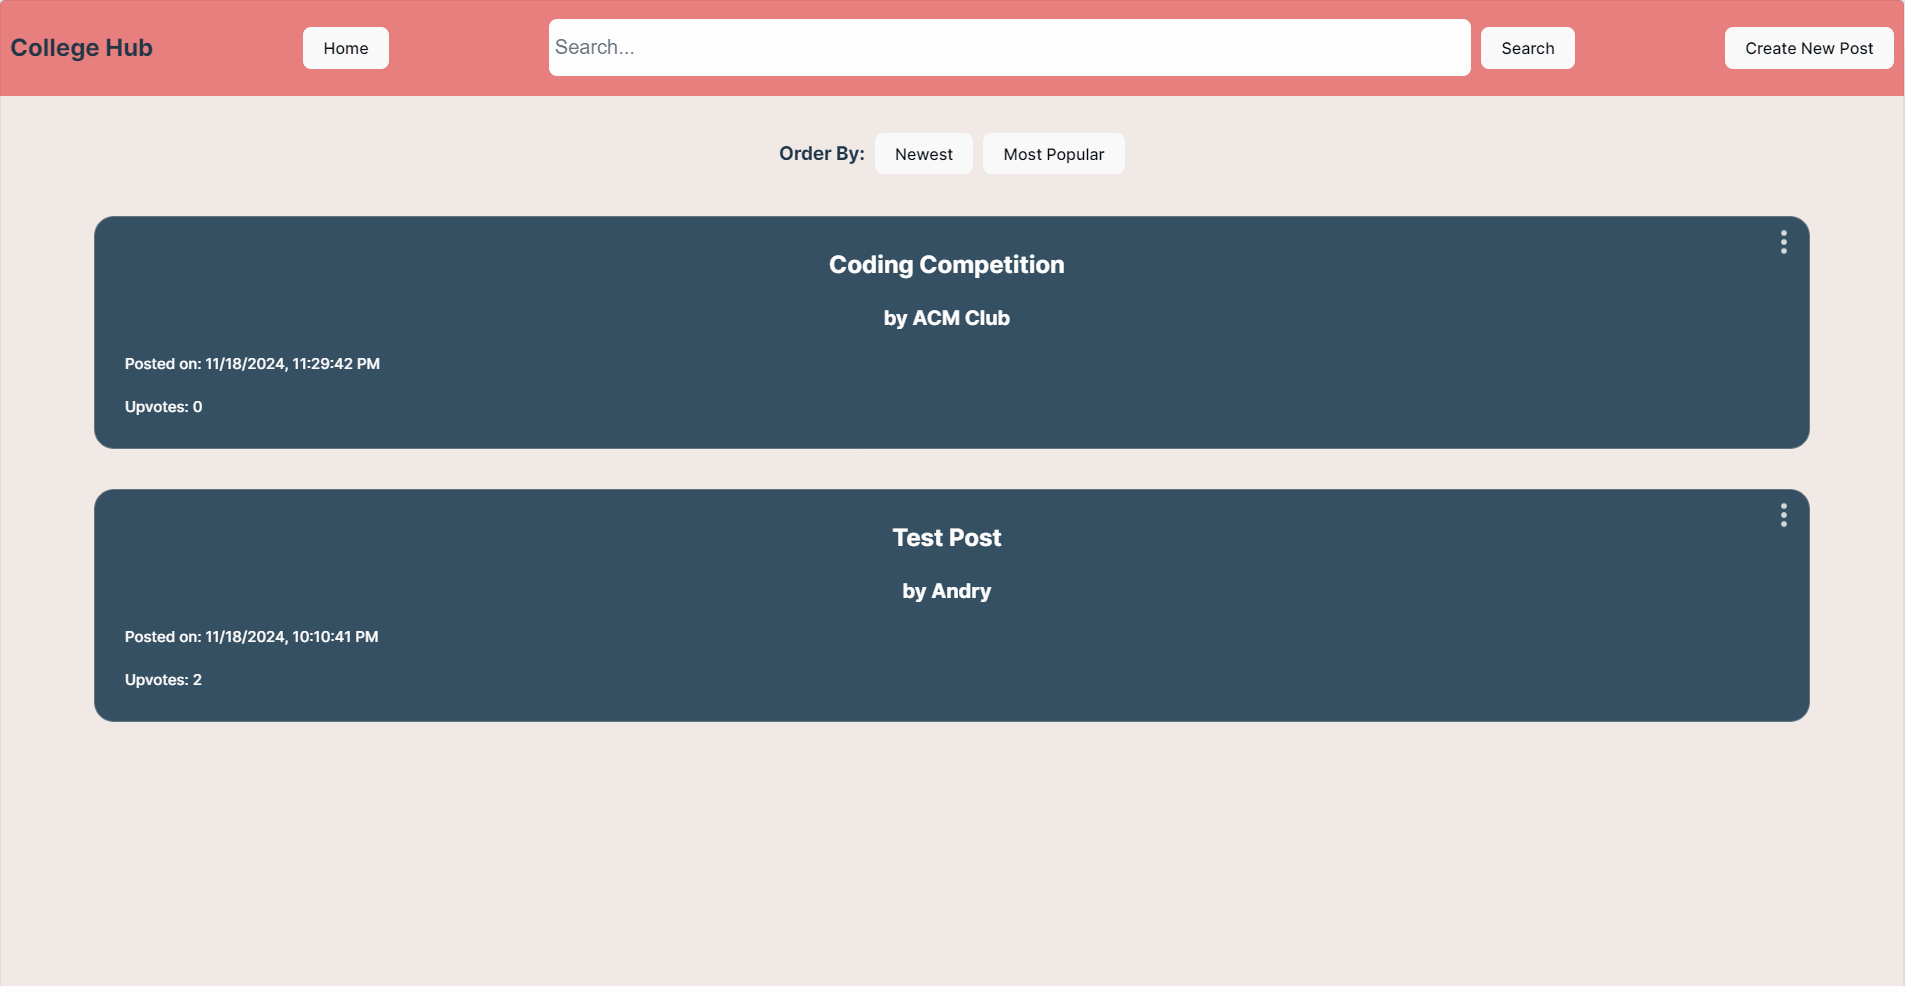 College Hub Home Search... Search Create New Post
Order By: Newest Most Popular
Coding Competition
by ACM Club
Posted on: 11/18/2024, 11:29:42 PM
Upvotes: 0
Test Post
by Andry
Posted on: 11/18/2024, 10:10:41 PM
Upvotes: 2